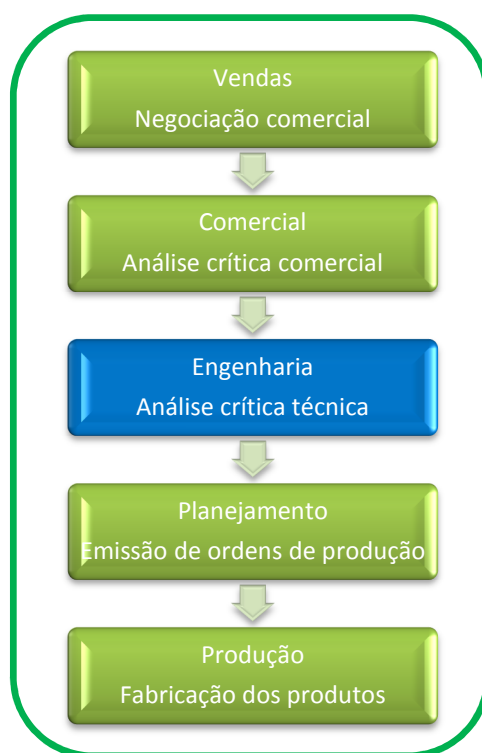 Vendas
Negociação comercial
Comercial
Análise crítica comercial
Engenharia
Análise crítica técnica
Planejamento
Emissão de ordens de produção
Produção
Fabricação dos produtos